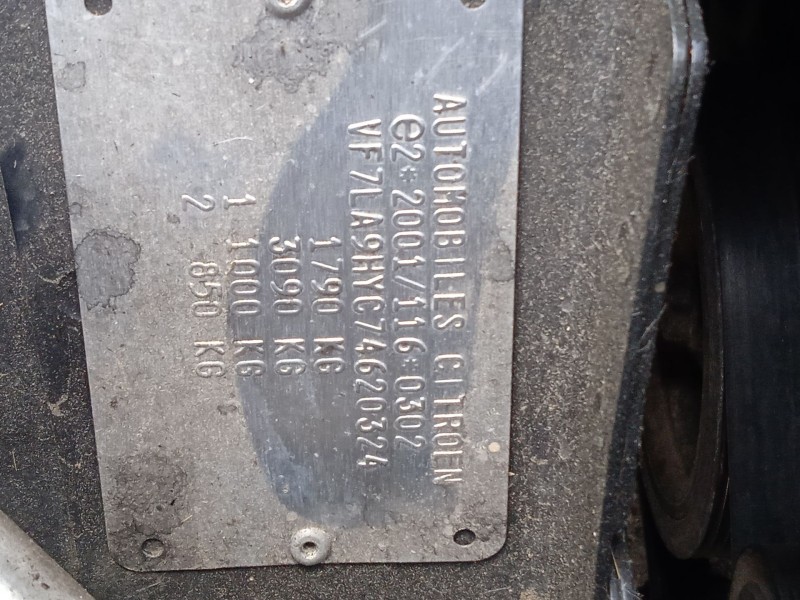 AUTOMOBILES CITROEN
e2*2001/116*0302
VF7LA9HYC74620324
1790 KG
3090 KG
1 1000 KG
2 850 KG